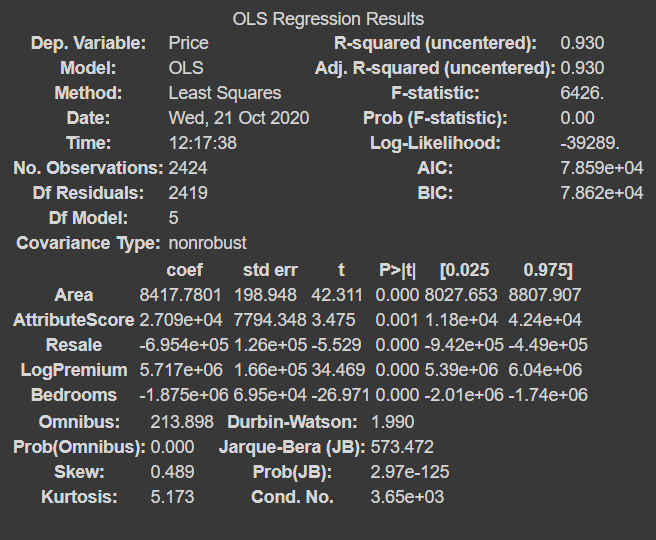 OLS Regression Results
Dep. Variable: Price R-squared (uncentered): 0.930
Model: OLS Adj. R-squared (uncentered): 0.930
Method: Least Squares F-statistic: 6426.
Date: Wed, 21 Oct 2020 Prob (F-statistic): 0.00
Time: 12:17:38 Log-Likelihood: -39289.
No. Observations: 2424 AIC: 7.859e+04
Df Residuals: 2419 BIC: 7.862e+04
Df Model: 5
Covariance Type: nonrobust
coef std err t P>|t| [0.025 0.975]
Area 8417.7801 198.948 42.311 0.000 8027.653 8807.907
AttributeScore 2.709e+04 7794.348 3.475 0.001 1.18e+04 4.24e+04
Resale -6.954e+05 1.26e+05 -5.529 0.000 -9.42e+05 -4.49e+05
LogPremium 5.717e+06 1.66e+05 34.469 0.000 5.39e+06 6.04e+06
Bedrooms -1.875e+06 6.95e+04 -26.971 0.000 -2.01e+06 -1.74e+06
Omnibus: 213.898 Durbin-Watson: 1.990
Prob(Omnibus): 0.000 Jarque-Bera (JB): 573.472
Skew: 0.489 Prob(JB): 2.97e-125
Kurtosis: 5.173 Cond. No. 3.65e+03